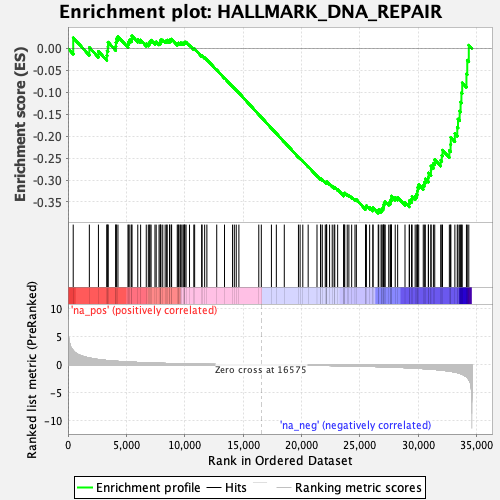 Enrichment plot: HALLMARK_DNA_REPAIR
Enrichment score (ES)
0.00
-0.05
-0.10
-0.15
-0.20
-0.25
-0.30
-0.35
'na_pos' (positively correlated)
Ranked list metric (PreRanked)
10
5
0
-5
-10
Zero cross at 16575
'na_neg' (negatively correlated)
0
5,000
10,000
15,000
20,000
25,000
30,000
35,000
Rank in Ordered Dataset
Enrichment profile
Hits
Ranking metric scores